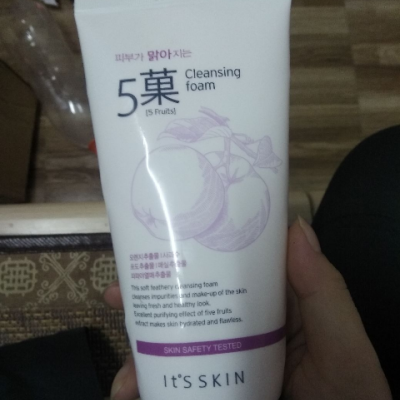 피부가 맑아 지는
5菓 Cleansing foam
[5 Fruits]
This soft feathery cleansing foam
cleanses impurities and make-up of the skin
leaving fresh and healthy look.
Excellent purifying effect of five fruits
extract makes skin hydrated and flawless.
SKIN SAFETY TESTED
It'S SKIN